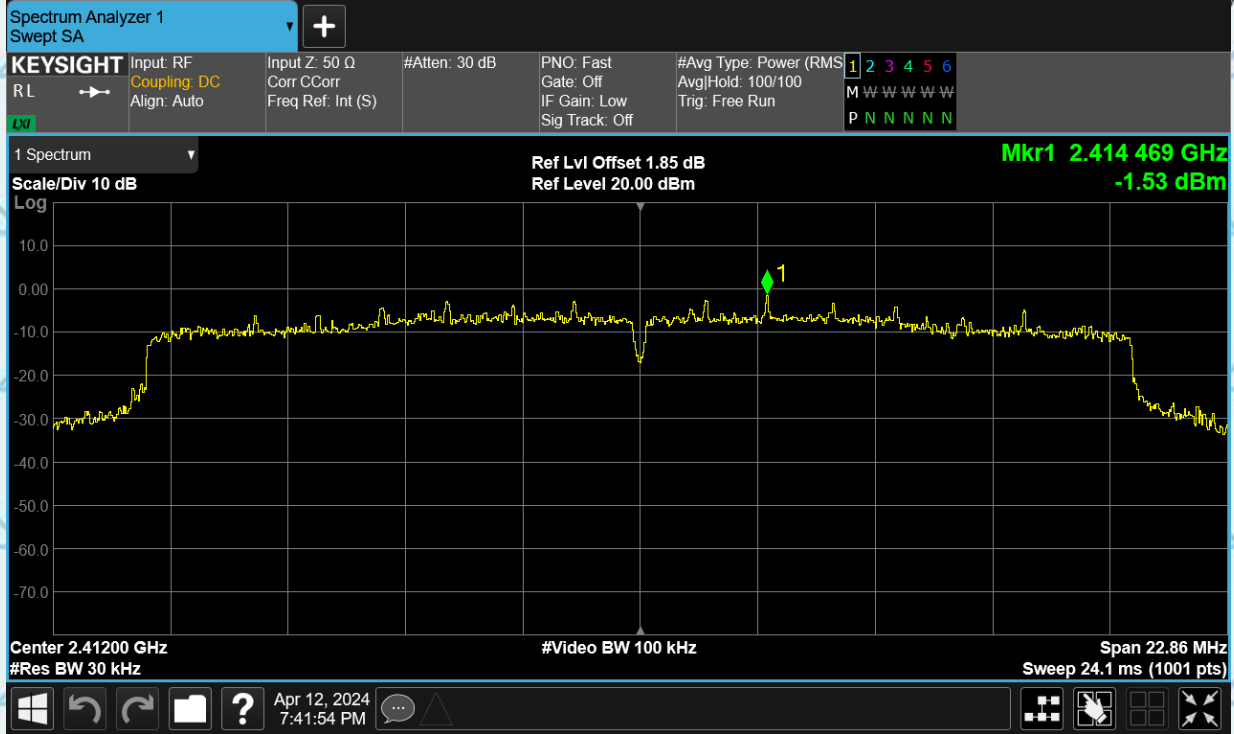 Spectrum Analyzer 1
Swept SA
KEYSIGHT
R L
LXI
Input: RF
Coupling: DC
Align: Auto
Input Z: 50 Ω
Corr CCorr
Freq Ref: Int (S)
#Atten: 30 dB
PNO: Fast
Gate: Off
IF Gain: Low
Sig Track: Off
#Avg Type: Power (RMS
Avg|Hold: 100/100
Trig: Free Run
1 2 3 4 5 6
M W W W W W
P N N N N N
1 Spectrum
Scale/Div 10 dB
Log
Ref Lvl Offset 1.85 dB
Ref Level 20.00 dBm
Mkr1 2.414 469 GHz
-1.53 dBm
10.0
0.00
-10.0
-20.0
-30.0
-40.0
-50.0
-60.0
-70.0
1
Center 2.41200 GHz
#Res BW 30 kHz
#Video BW 100 kHz
Span 22.86 MHz
Sweep 24.1 ms (1001 pts)
?
Apr 12, 2024
7:41:54 PM